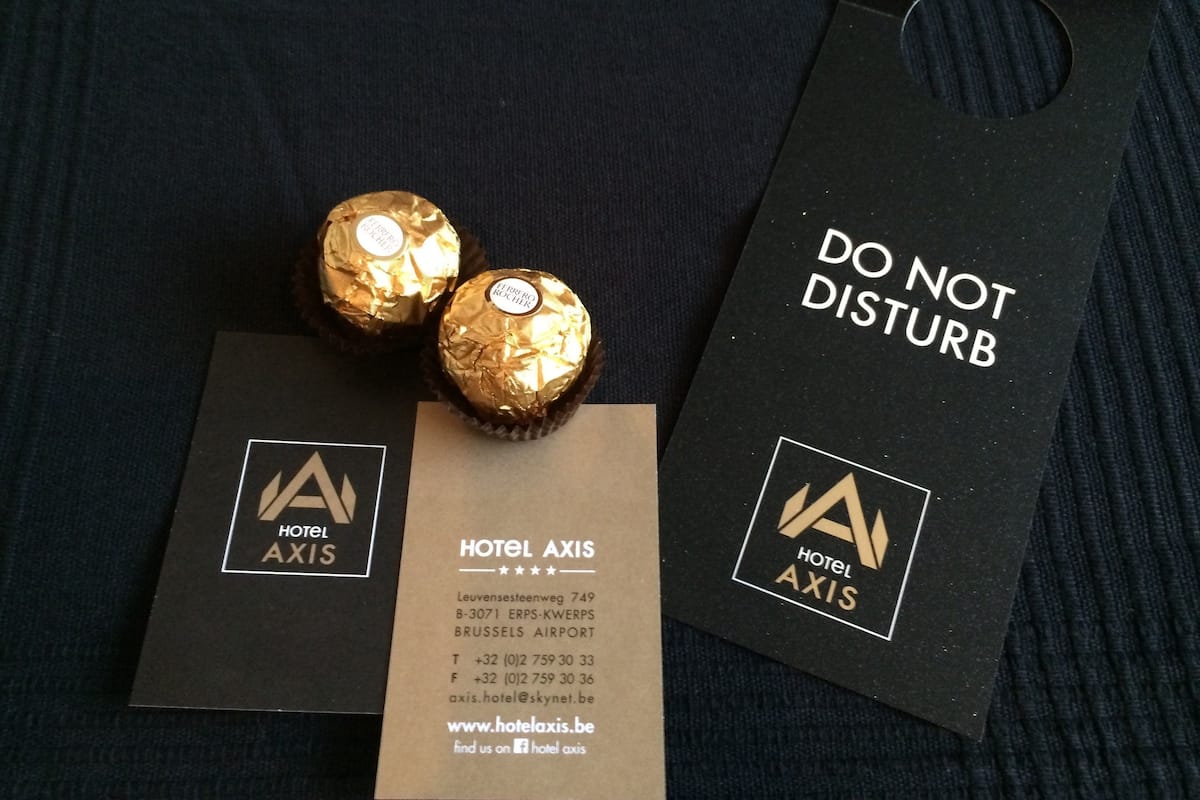 FERRERO
ROCHER
FERRERO
ROCHER
DO NOT
DISTURB
HOTEL
AXIS
HOTEL
AXIS
HOTEL AXIS
Leuvensesteenweg 749
B-3071 ERPS-KWERPS
BRUSSELS AIRPORT
T +32 (0)2 759 30 33
F +32 (0)2 759 30 36
axis.hotel@skynet.be
www.hotelaxis.be
find us on f hotel axis